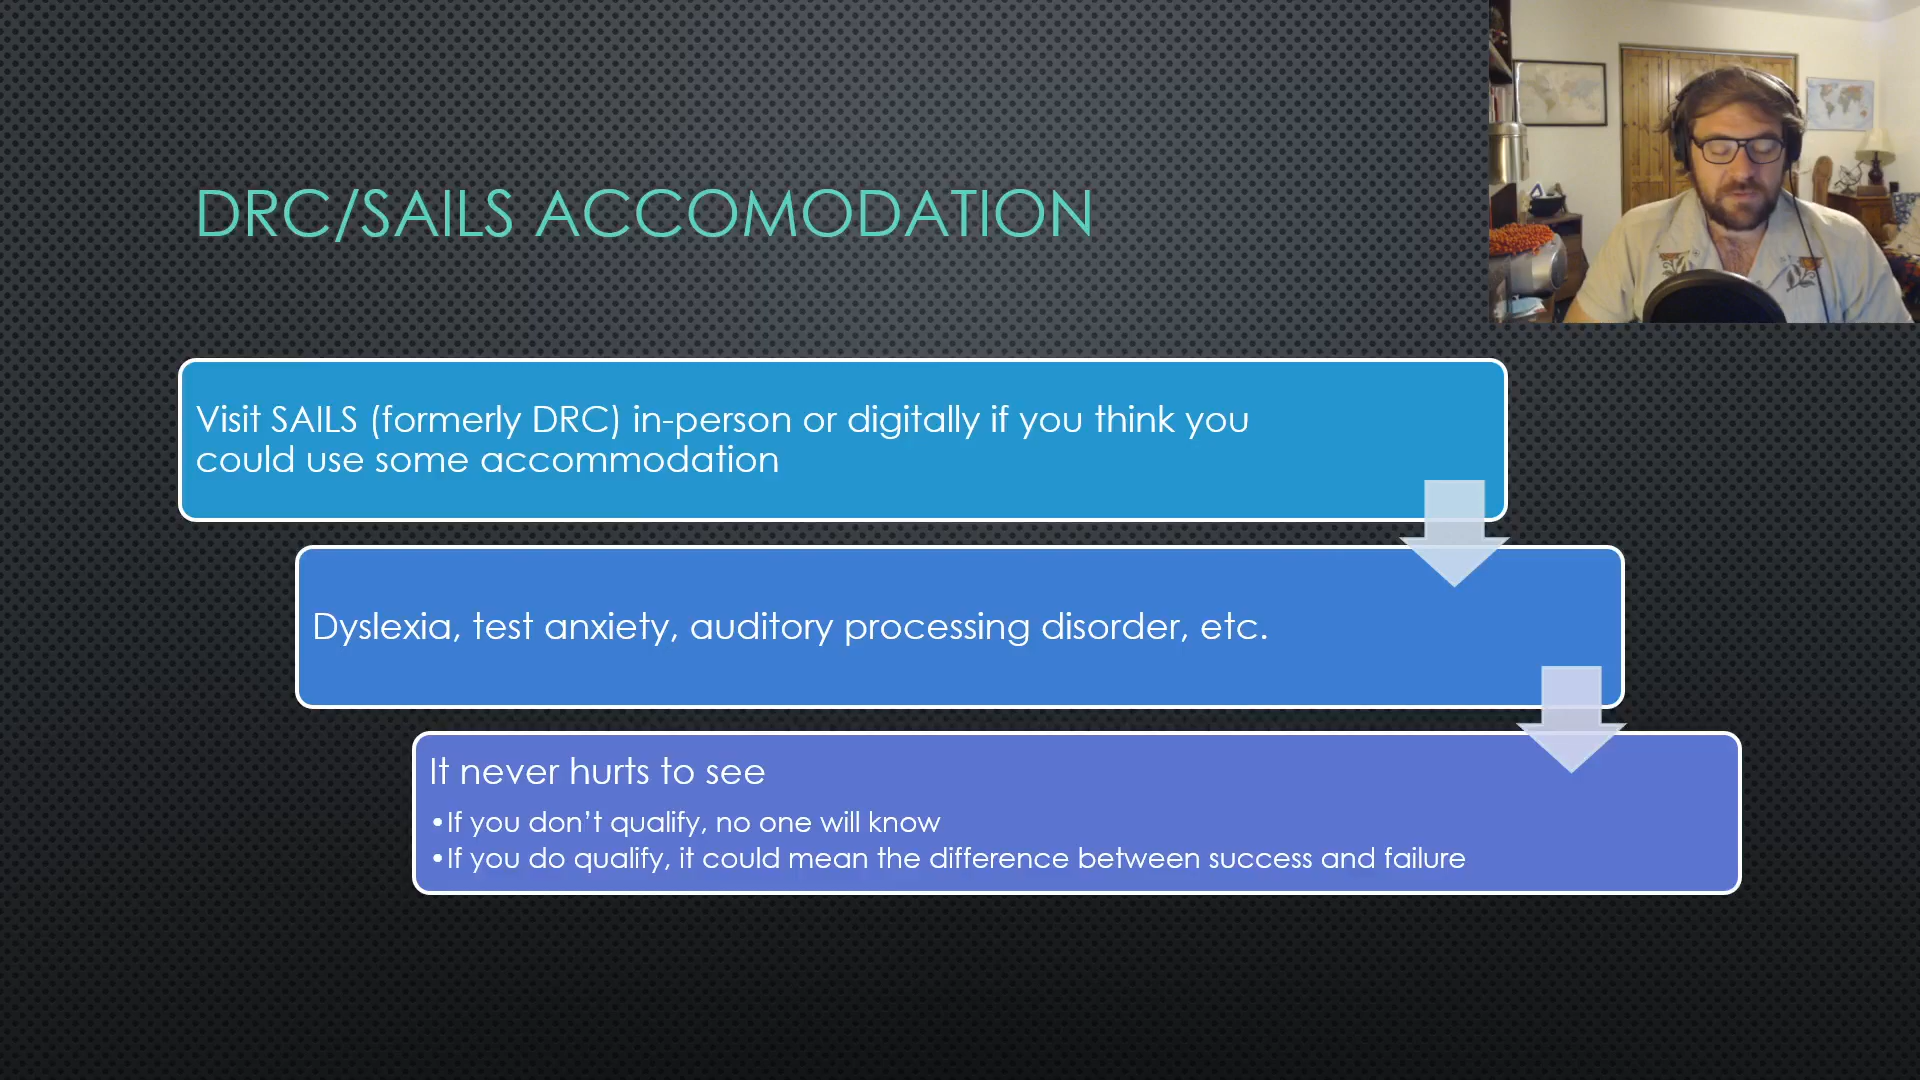 DRC/SAILS ACCOMODATION
Visit SAILS (formerly DRC) in-person or digitally if you think you
could use some accommodation
Dyslexia, test anxiety, auditory processing disorder, etc.
It never hurts to see
•If you don’t qualify, no one will know
•If you do qualify, it could mean the difference between success and failure